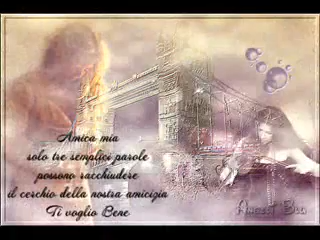 Amica mia
solo tre semplici parole
possono racchiudere
il cerchio della nostra amicizia
Ti voglio Bene